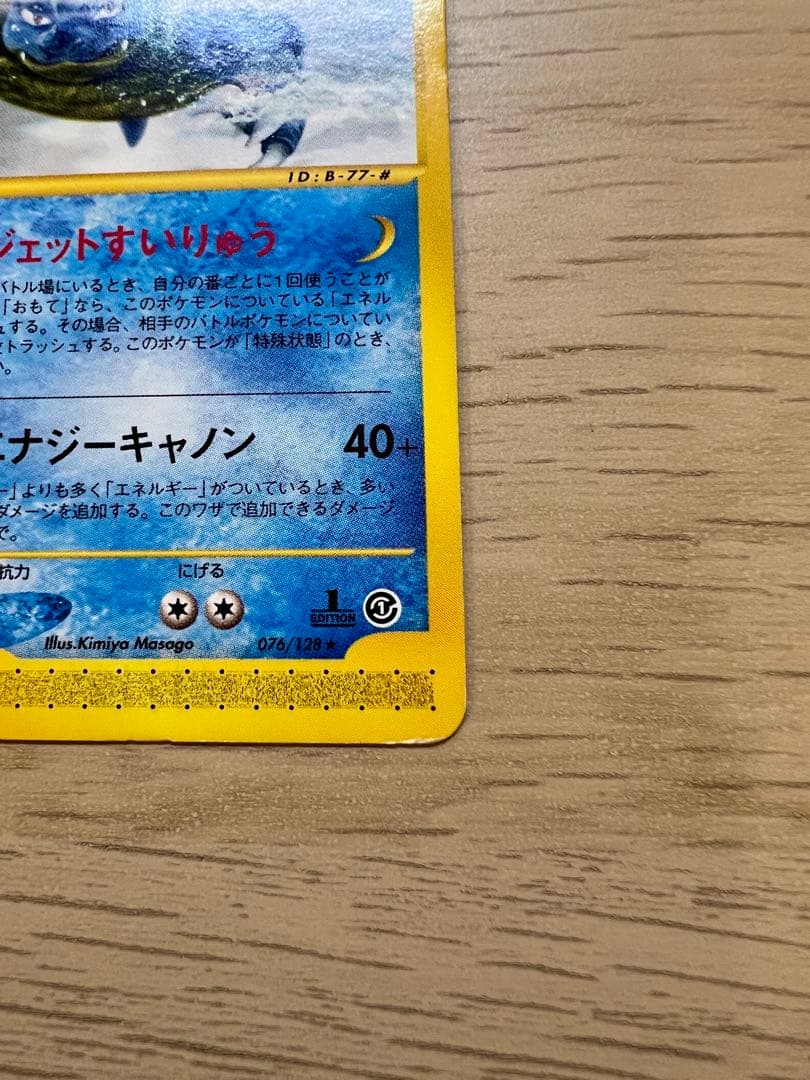 ID:B-77-#
ジェットすいりゅう
バトル場にいるとき、自分の番ごとに1回使うことが
「おもて」なら、このポケモンについている「エネル
する。その場合、相手のバトルポケモンについてい
トラッシュする。このポケモンが「特殊状態」のとき、
い。
エナジーキャノン 40+
ー」よりも多く「エネルギー」がついているとき、多い
ダメージを追加する。このワザで追加できるダメージ
で。
抗力 にげる
1
EDITION
Illus.Kimiya Masago 076/128 ★